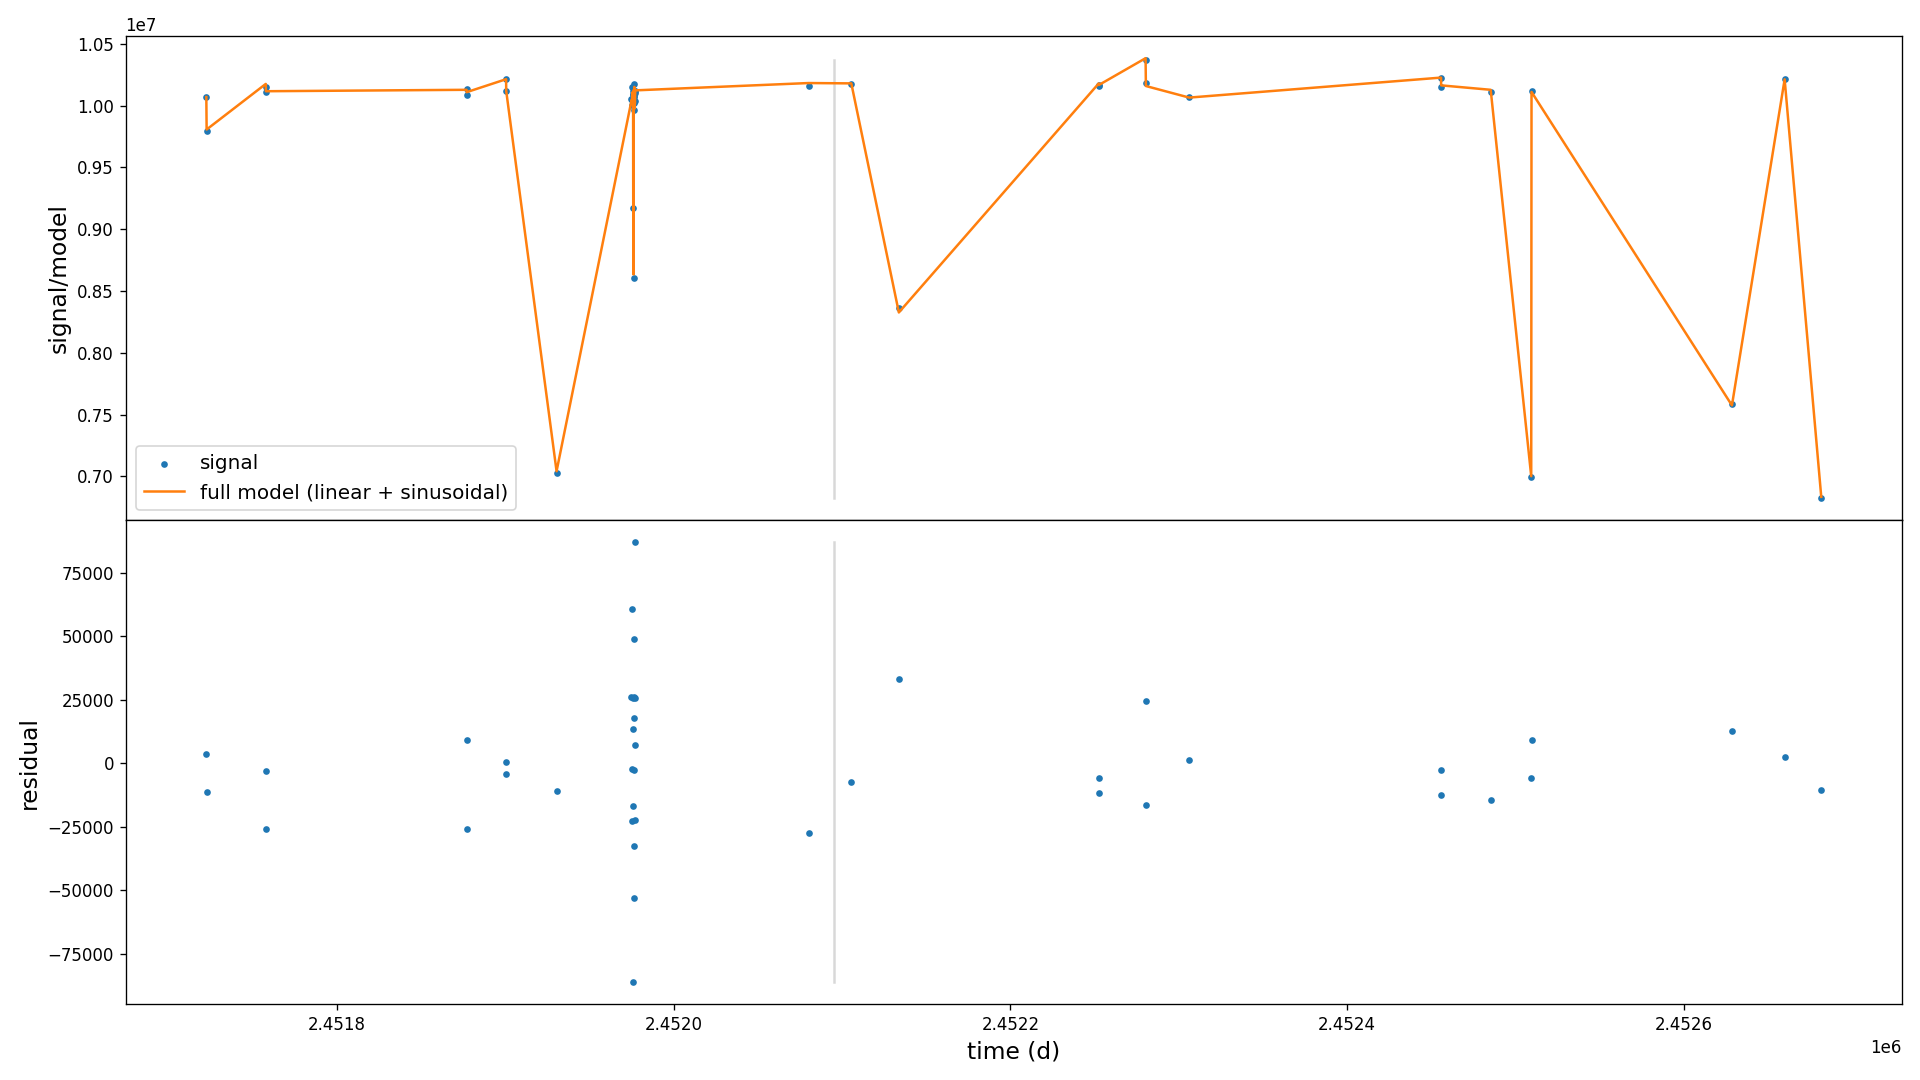 1e7
1.05
1.00
0.95
0.90
0.85
0.80
0.75
0.70
signal/model
signal
full model (linear + sinusoidal)
75000
50000
25000
0
−25000
−50000
−75000
residual
2.4518
2.4520
2.4522
2.4524
2.4526
time (d)
1e6